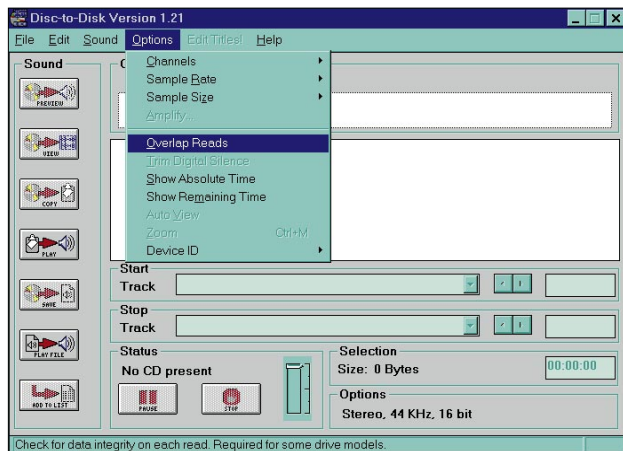 Disc-to-Disk Version 1.21
File Edit Sound Options Edit Titles! Help
Sound
PREVIEW
VIEW
COPY
PLAY
SAVE
PLAY FILE
ADD TO LIST
Channels
Sample Rate
Sample Size
Amplify...
Overlap Reads
Trim Digital Silence
Show Absolute Time
Show Remaining Time
Auto View
Zoom Ctrl+M
Device ID
Start
Track
Stop
Track
Status
No CD present
PAUSE
STOP
Selection
Size: 0 Bytes
00:00:00
Options
Stereo, 44 KHz, 16 bit
Check for data integrity on each read. Required for some drive models.